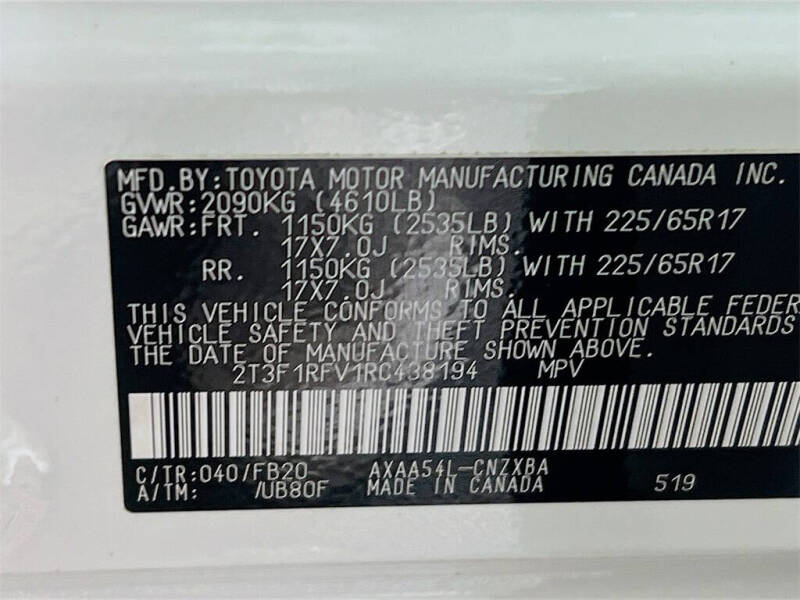 MFD.BY:TOYOTA MOTOR MANUFACTURING CANADA INC.
GVWR:2090KG (4610LB)
GAWR:FRT. 1150KG (2535LB) WITH 225/65R17
17X7.0J RIMS.
RR. 1150KG (2535LB) WITH 225/65R17
17X7.0J RIMS.
THIS VEHICLE CONFORMS TO ALL APPLICABLE FEDER
VEHICLE SAFETY AND THEFT PREVENTION STANDARDS
THE DATE OF MANUFACTURE SHOWN ABOVE.
2T3F1RFV1RC438194 MPV
C/TR:040/FB20 AXAA54L-CNZXBA
A/TM: /UB80F MADE IN CANADA 519